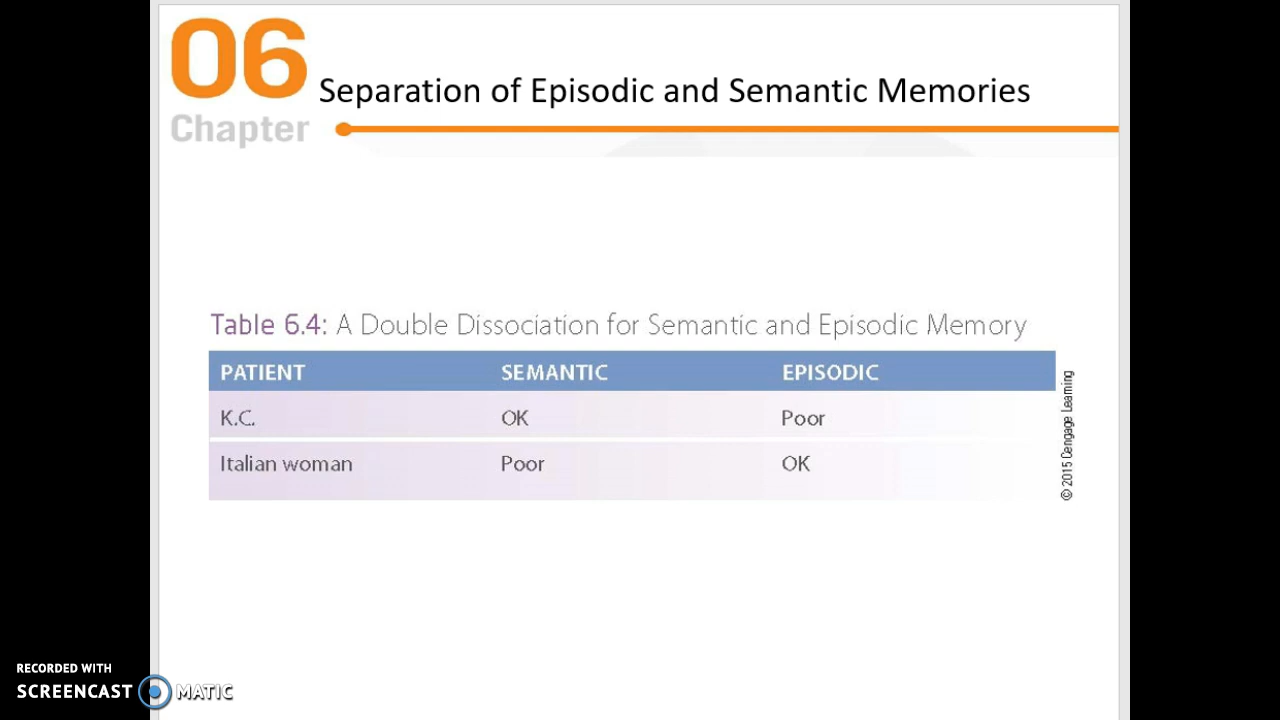 06
Chapter
Separation of Episodic and Semantic Memories
Table 6.4: A Double Dissociation for Semantic and Episodic Memory
PATIENT SEMANTIC EPISODIC
K.C. OK Poor
Italian woman Poor OK
© 2015 Cengage Learning
RECORDED WITH
SCREENCAST MATIC